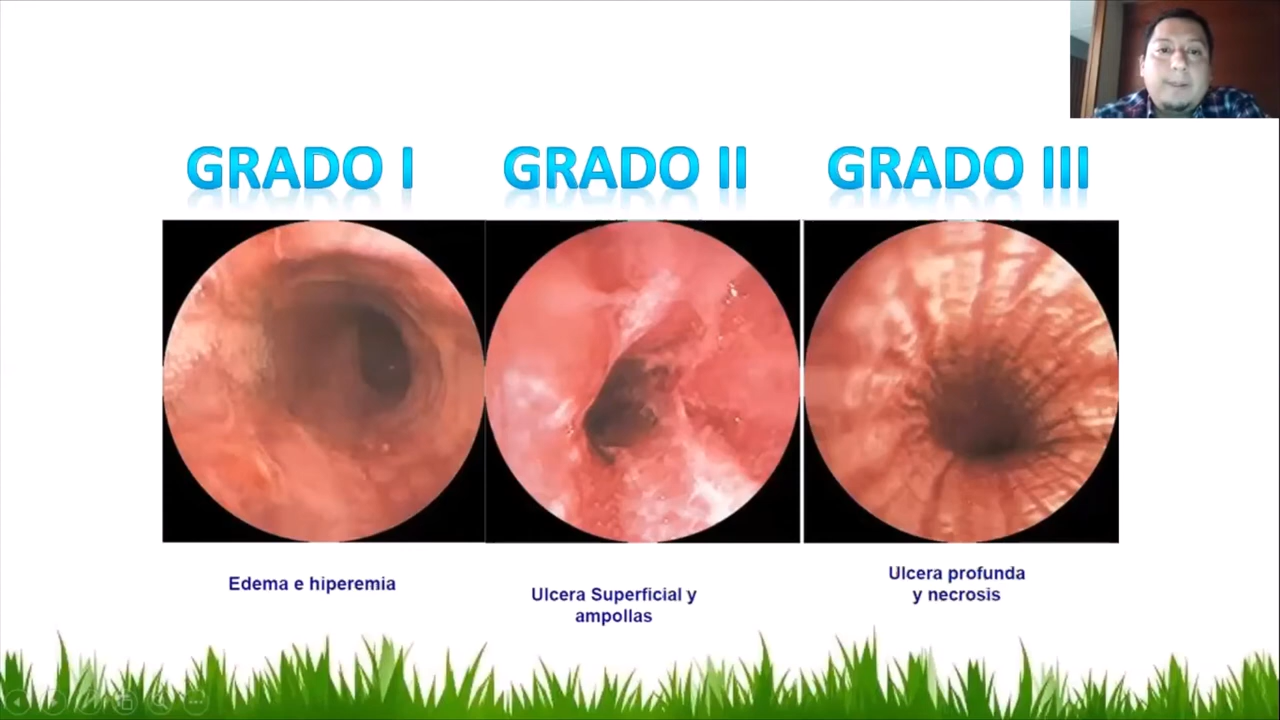 GRADO I
GRADO II
GRADO III
Edema e hiperemia
Ulcera Superficial y
ampollas
Ulcera profunda
y necrosis